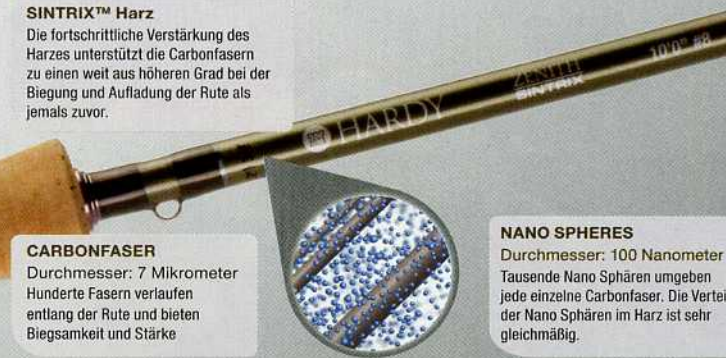 SINTRIX™ Harz
Die fortschrittliche Verstärkung des
Harzes unterstützt die Carbonfasern
zu einen weit aus höheren Grad bei der
Biegung und Aufladung der Rute als
jemals zuvor.
HARDY
ZENITH
SINTRIX
10'0" #8
CARBONFASER
Durchmesser: 7 Mikrometer
Hunderte Fasern verlaufen
entlang der Rute und bieten
Biegsamkeit und Stärke
NANO SPHERES
Durchmesser: 100 Nanometer
Tausende Nano Sphären umgeben
jede einzelne Carbonfaser. Die Vertei
der Nano Sphären im Harz ist sehr
gleichmäßig.